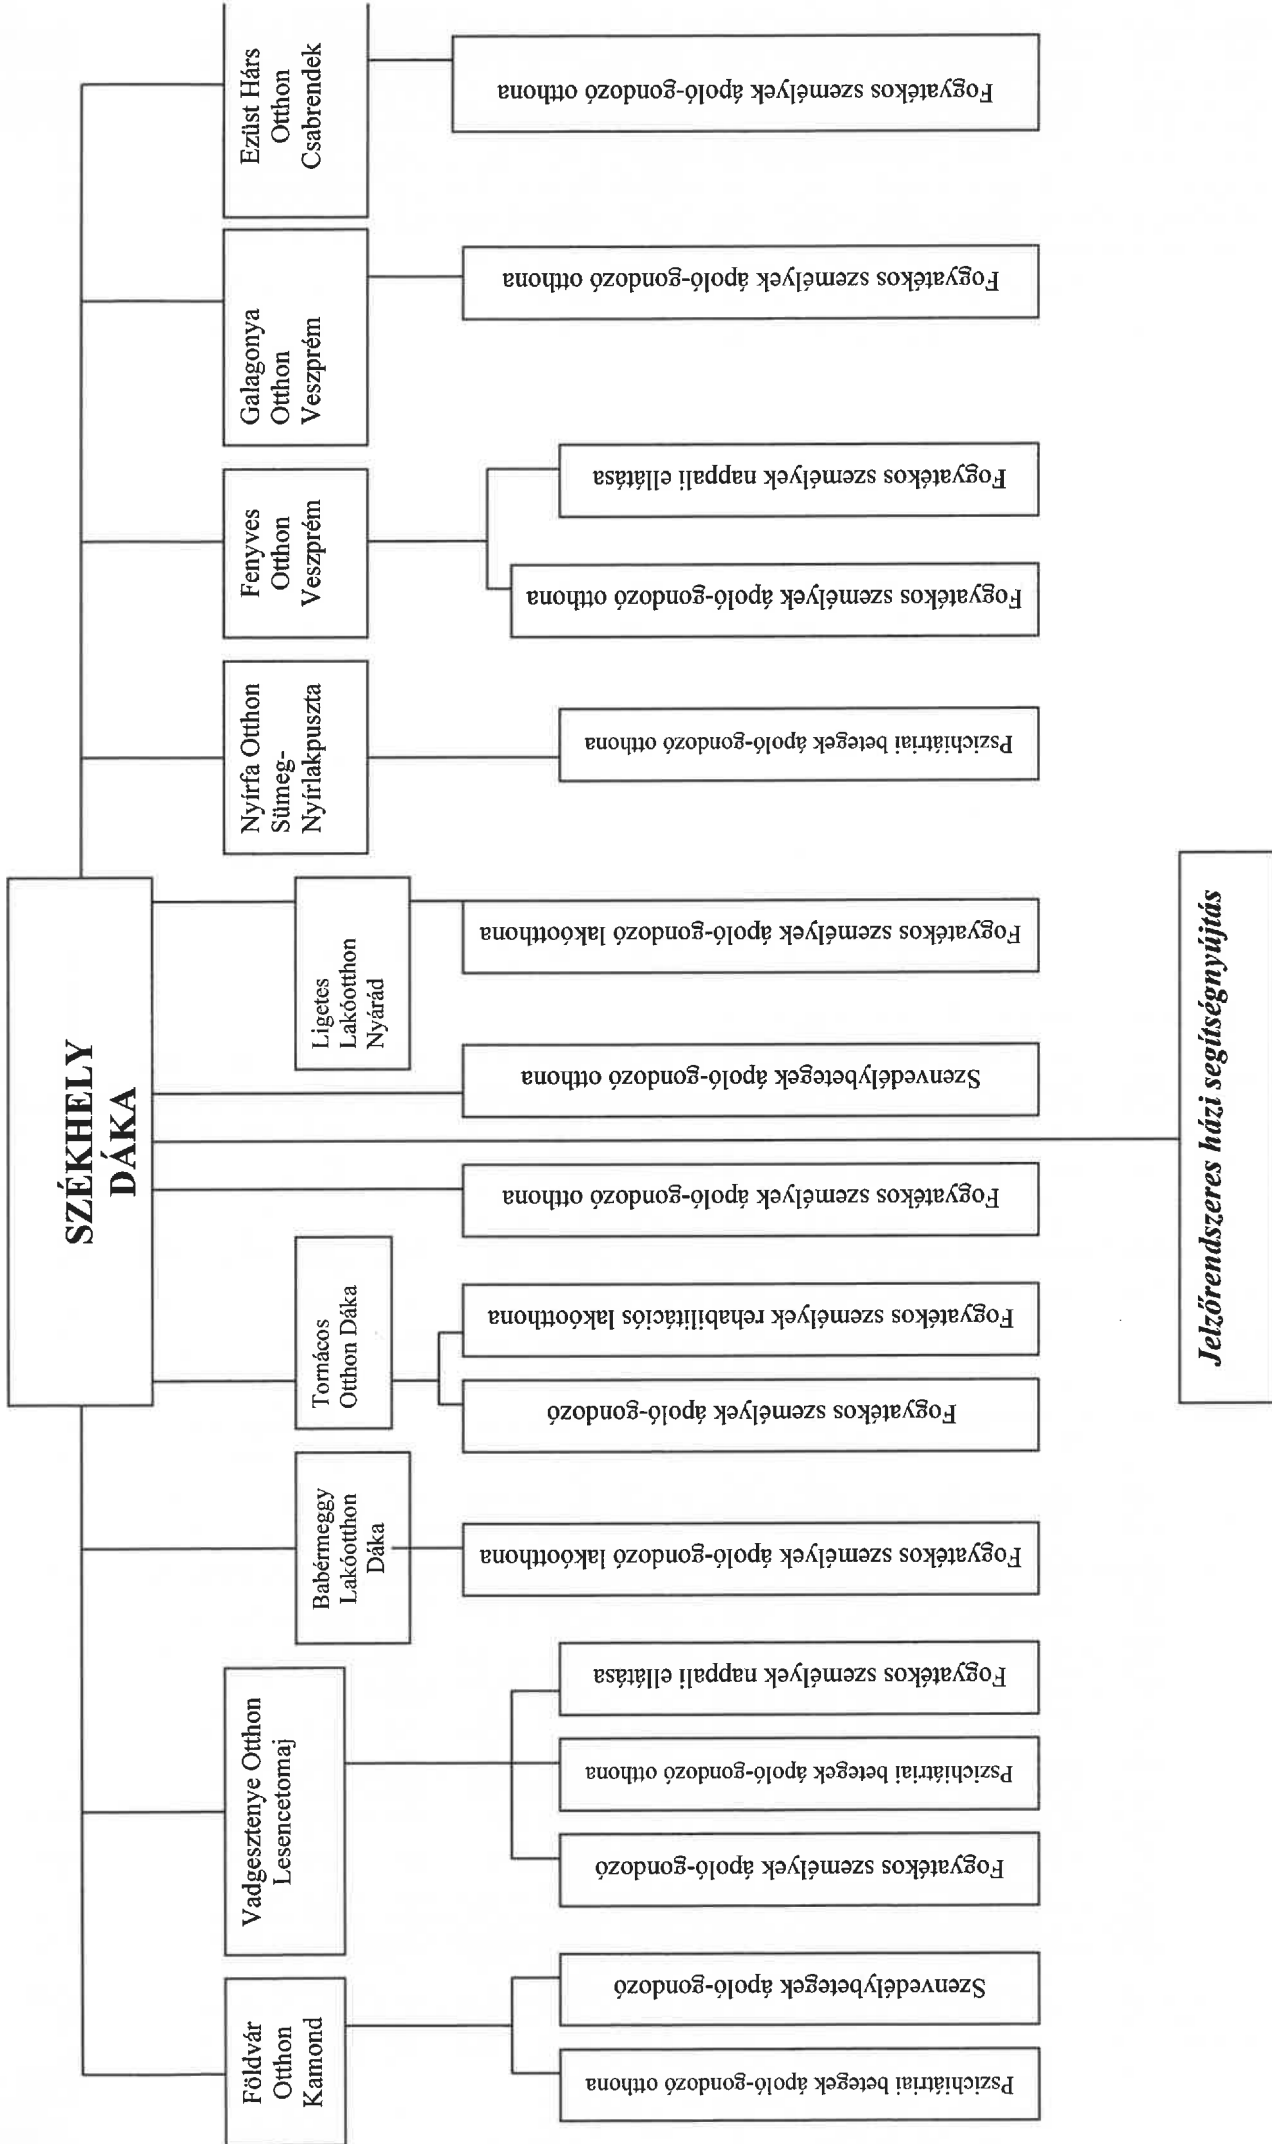 SZÉKHELY
DÁKA
Földvár
Otthon
Kamond
Vadgesztenye Otthon
Lesencetomaj
Babérmeggy
Lakóotthon
Dáka
Tornácos
Otthon Dáka
Ligetes
Lakóotthon
Nyárád
Nyírfa Otthon
Sümeg-
Nyírlakpuszta
Fenyves
Otthon
Veszprém
Galagonya
Otthon
Veszprém
Ezüst Hárs
Otthon
Csabrendek
Pszichiátriai betegek ápoló-gondozó otthona
Szenvedélybetegek ápoló-gondozó
Fogyatékos személyek ápoló-gondozó
Pszichiátriai betegek ápoló-gondozó otthona
Fogyatékos személyek nappali ellátása
Fogyatékos személyek ápoló-gondozó lakóotthona
Fogyatékos személyek ápoló-gondozó
Fogyatékos személyek rehabilitációs lakóotthona
Fogyatékos személyek ápoló-gondozó otthona
Szenvedélybetegek ápoló-gondozó otthona
Fogyatékos személyek ápoló-gondozó lakóotthona
Pszichiátriai betegek ápoló-gondozó otthona
Fogyatékos személyek ápoló-gondozó otthona
Fogyatékos személyek nappali ellátása
Fogyatékos személyek ápoló-gondozó otthona
Fogyatékos személyek ápoló-gondozó otthona
Jelzőrendszeres házi segítségnyújtás